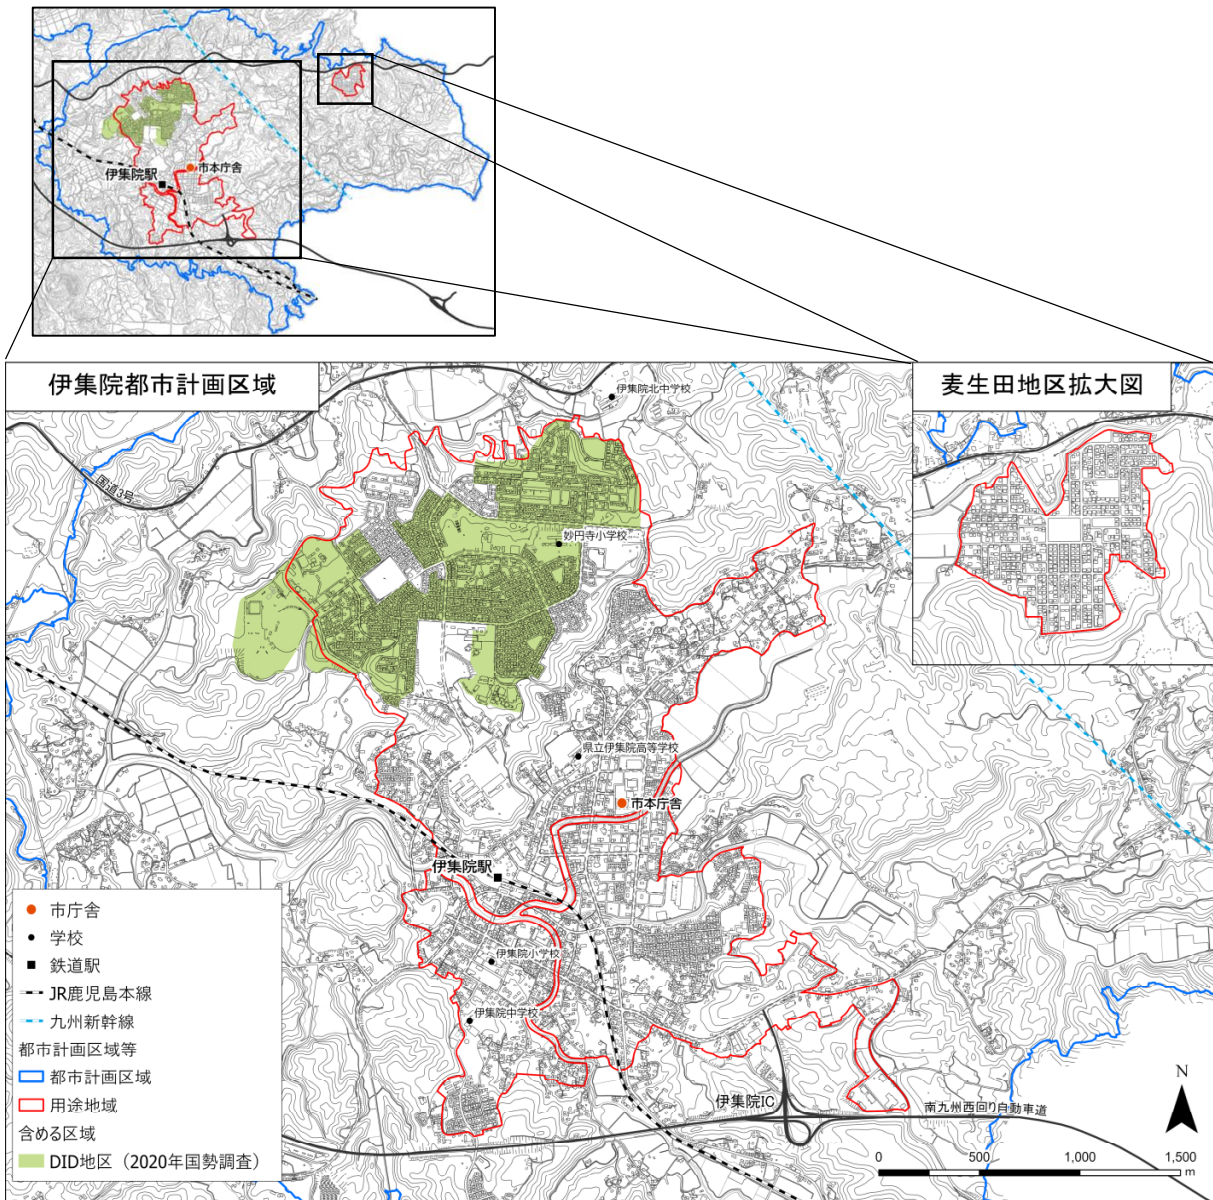 伊集院駅
市本庁舎
伊集院都市計画区域
麦生田地区拡大図
伊集院北中学校
国道3号
妙円寺小学校
県立伊集院高等学校
市本庁舎
伊集院駅
伊集院小学校
伊集院中学校
伊集院IC
南九州西回り自動車道
市庁舎
学校
鉄道駅
JR鹿児島本線
九州新幹線
都市計画区域等
都市計画区域
用途地域
含める区域
DID地区（2020年国勢調査）
N
0 500 1,000 1,500
m